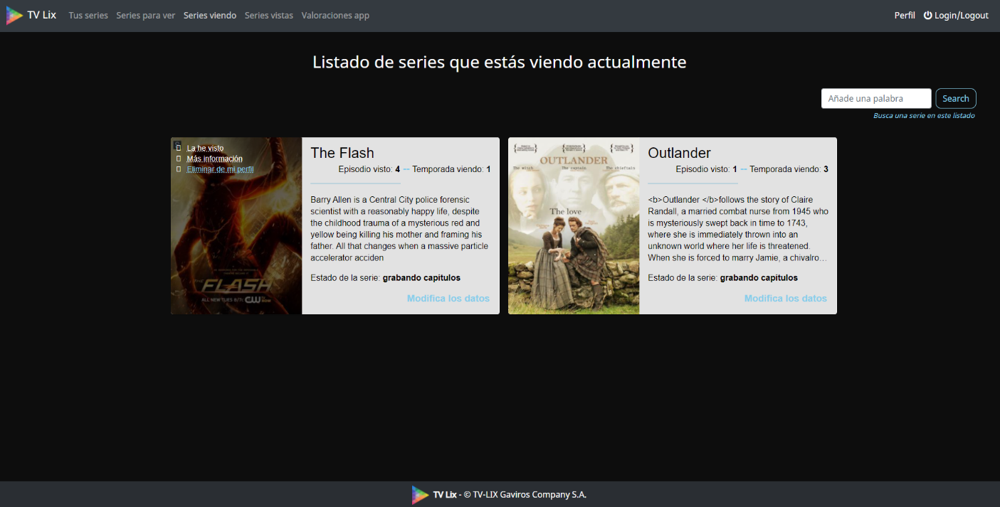 TV Lix Tus series Series para ver Series viendo Series vistas Valoraciones app Perfil Login/Logout
Listado de series que estás viendo actualmente
Añade una palabra Search
Busca una serie en este listado
La he visto
Más información
Eliminar de mi perfil
FLASH
ALL NEW TUES 8/7c CW
The Flash
Episodio visto: 4 -- Temporada viendo: 1
Barry Allen is a Central City police forensic
scientist with a reasonably happy life, despite
the childhood trauma of a mysterious red and
yellow being killing his mother and framing his
father. All that changes when a massive particle
accelerator acciden
Estado de la serie: grabando capitulos
Modifica los datos
OUTLANDER
The witch The captain The chieftain
The love
Outlander
Episodio visto: 1 -- Temporada viendo: 3
<b>Outlander </b>follows the story of Claire
Randall, a married combat nurse from 1945 who
is mysteriously swept back in time to 1743,
where she is immediately thrown into an
unknown world where her life is threatened.
When she is forced to marry Jamie, a chivalro…
Estado de la serie: grabando capitulos
Modifica los datos
TV Lix - © TV-LIX Gaviros Company S.A.